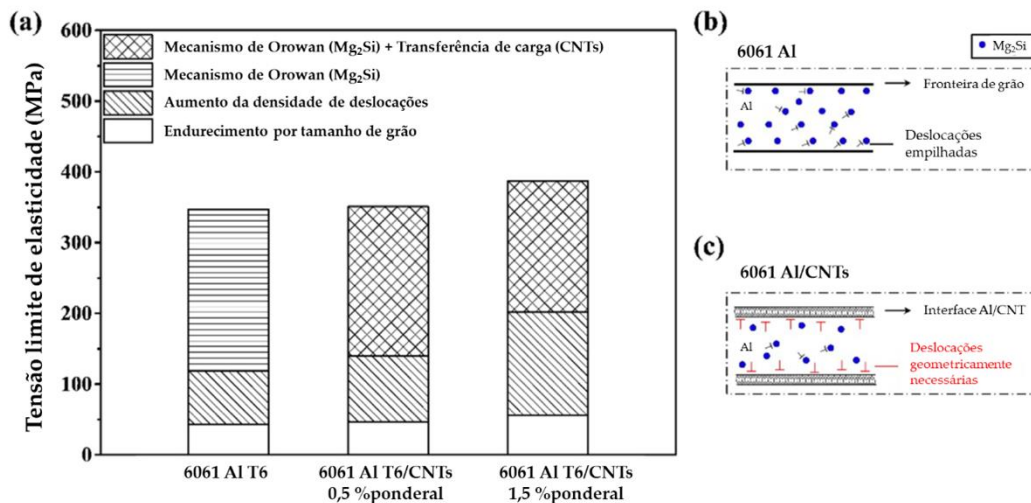 (a)
Tensão limite de elasticidade (MPa)
600
500
400
300
200
100
0
Mecanismo de Orowan (Mg₂Si) + Transferência de carga (CNTs)
Mecanismo de Orowan (Mg₂Si)
Aumento da densidade de deslocações
Endurecimento por tamanho de grão
6061 Al T6
6061 Al T6/CNTs
0,5 %ponderal
6061 Al T6/CNTs
1,5 %ponderal
(b)
6061 Al
Mg₂Si
Fronteira de grão
Al
Deslocações
empilhadas
(c)
6061 Al/CNTs
Interface Al/CNT
Al
Deslocações
geometricamente
necessárias